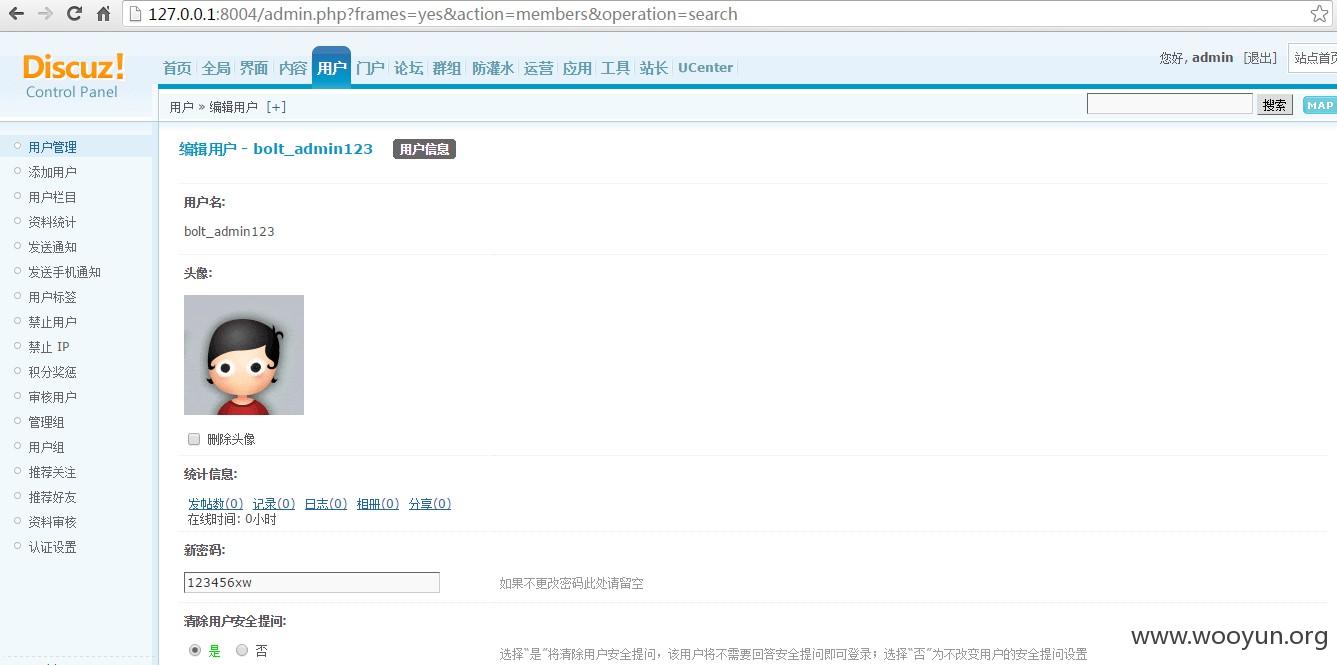 127.0.0.1:8004/admin.php?frames=yes&action=members&operation=search
Discuz!
Control Panel
首页 全局 界面 内容 用户 门户 论坛 群组 防灌水 运营 应用 工具 站长 UCenter
您好, admin [退出] 站点首页
用户 » 编辑用户 [+]
搜索
MAP
用户管理
添加用户
用户栏目
资料统计
发送通知
发送手机通知
用户标签
禁止用户
禁止 IP
积分奖惩
审核用户
管理组
用户组
推荐关注
推荐好友
资料审核
认证设置
编辑用户 - bolt_admin123 用户信息
用户名:
bolt_admin123
头像:
删除头像
统计信息:
发帖数(0) 记录(0) 日志(0) 相册(0) 分享(0)
在线时间: 0小时
新密码:
123456xw
如果不更改密码此处请留空
清除用户安全提问:
是 否
选择“是”将清除用户安全提问，该用户将不需要回答安全提问即可登录；选择“否”为不改变用户的安全提问设置
www.wooyun.org